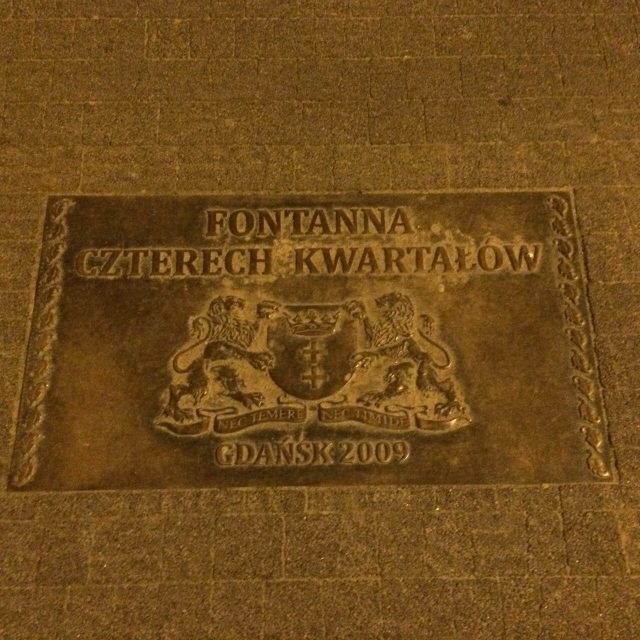 FONTANNA
CZTERECH KWARTAŁÓW
NEC TEMERE NEC TIMIDE
GDAŃSK 2009